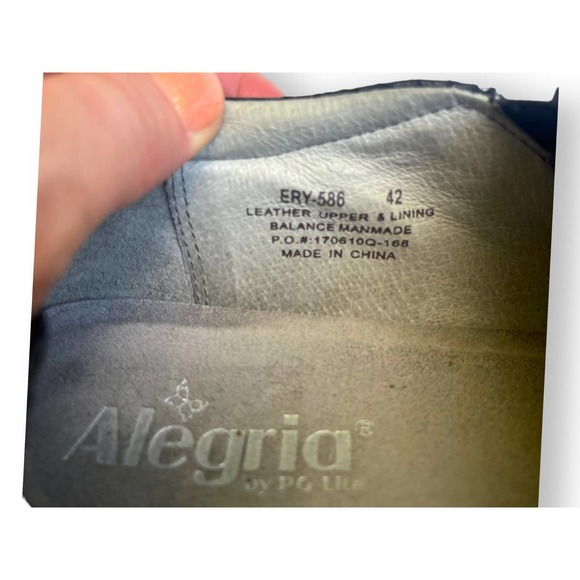 ERY-586 42
LEATHER UPPER & LINING
BALANCE MANMADE
P.O.#:170610Q-168
MADE IN CHINA
Alegria®
by PG Lite